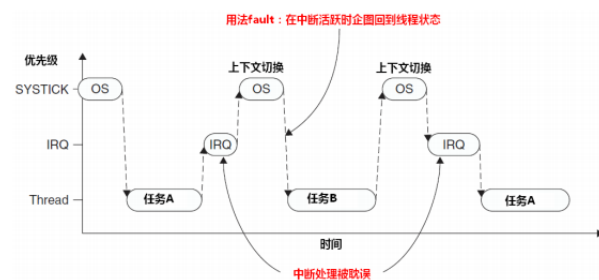 用法fault：在中断活跃时企图回到线程状态
优先级
上下文切换
上下文切换
SYSTICK
OS
OS
OS
IRQ
IRQ
IRQ
Thread
任务A
任务B
任务A
时间
中断处理被耽误